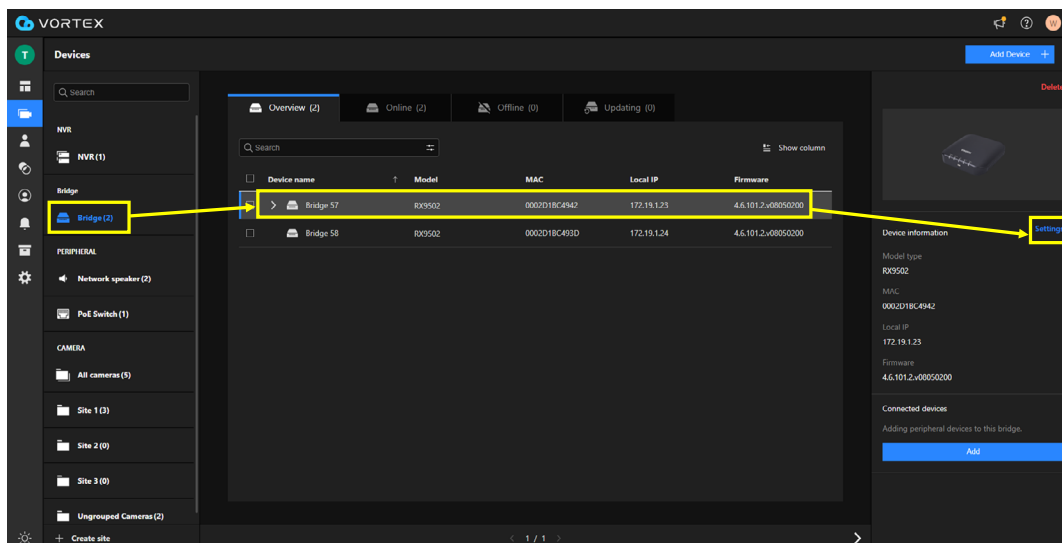 VORTEX
W
T
Devices
Add Device +
Search
NVR
NVR(1)
Bridge
Bridge(2)
PERIPHERAL
Network speaker(2)
PoE Switch(1)
CAMERA
All cameras(5)
Site 1(3)
Site 2(0)
Site 3(0)
Ungrouped Cameras(2)
+ Create site
Overview (2)
Online (2)
Offline (0)
Updating (0)
Search
Show column
Device name ↑ Model MAC Local IP Firmware
Bridge 57 RX9502 0002D1BC4942 172.19.1.23 4.6.101.2.v08050200
Bridge 58 RX9502 0002D1BC493D 172.19.1.24 4.6.101.2.v08050200
< 1 / 1 >
Delete
Device information
Settings
Model type
RX9502
MAC
0002D1BC4942
Local IP
172.19.1.23
Firmware
4.6.101.2.v08050200
Connected devices
Adding peripheral devices to this bridge.
Add